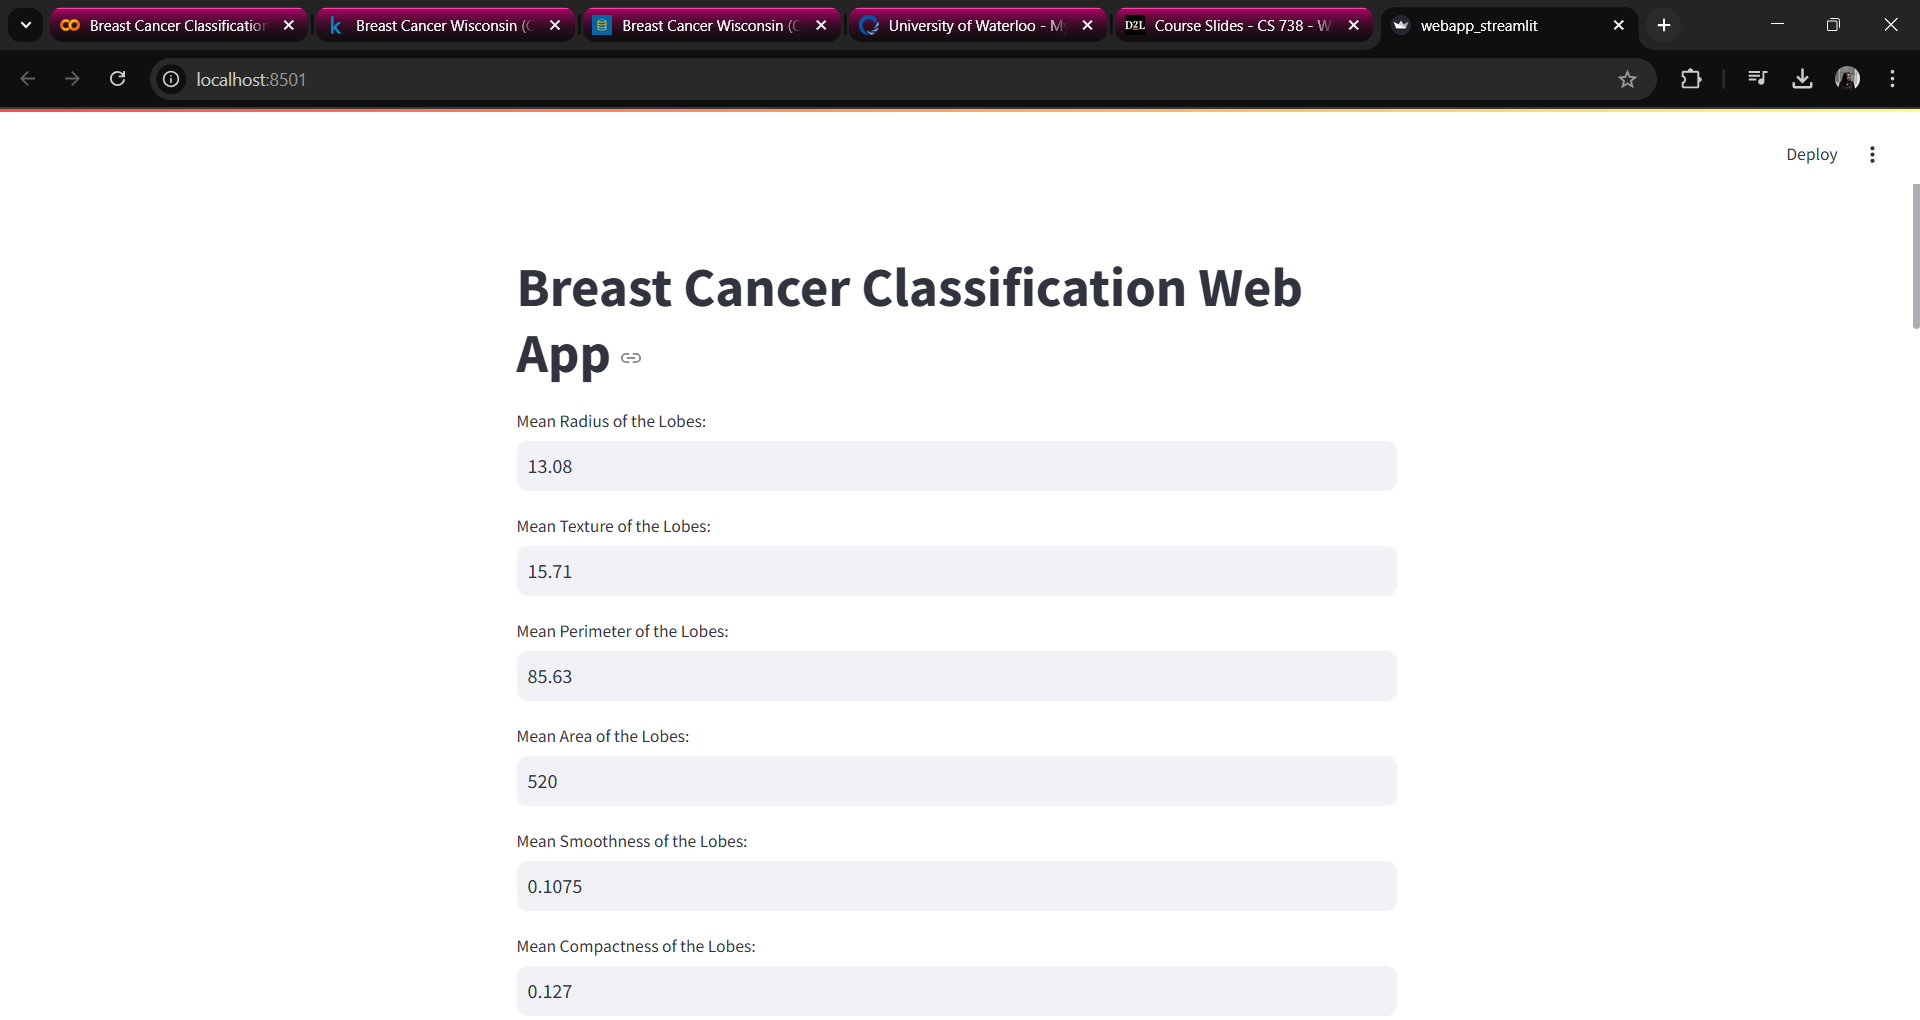 Breast Cancer Classification
Breast Cancer Wisconsin (
Breast Cancer Wisconsin (
University of Waterloo - M
D2L
Course Slides - CS 738 - W
webapp_streamlit
localhost:8501
Deploy
Breast Cancer Classification Web
App
Mean Radius of the Lobes:
13.08
Mean Texture of the Lobes:
15.71
Mean Perimeter of the Lobes:
85.63
Mean Area of the Lobes:
520
Mean Smoothness of the Lobes:
0.1075
Mean Compactness of the Lobes:
0.127